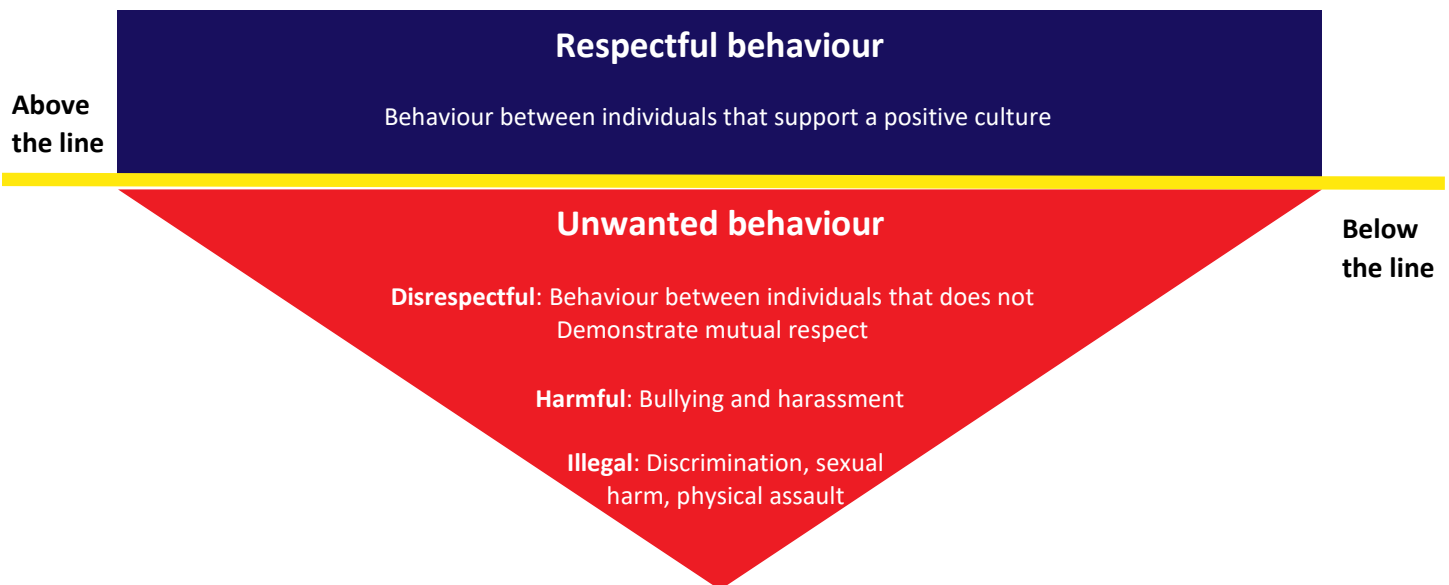 Respectful behaviour
Above
the line
Behaviour between individuals that support a positive culture
Unwanted behaviour
Below
the line
Disrespectful: Behaviour between individuals that does not
Demonstrate mutual respect
Harmful: Bullying and harassment
Illegal: Discrimination, sexual
harm, physical assault